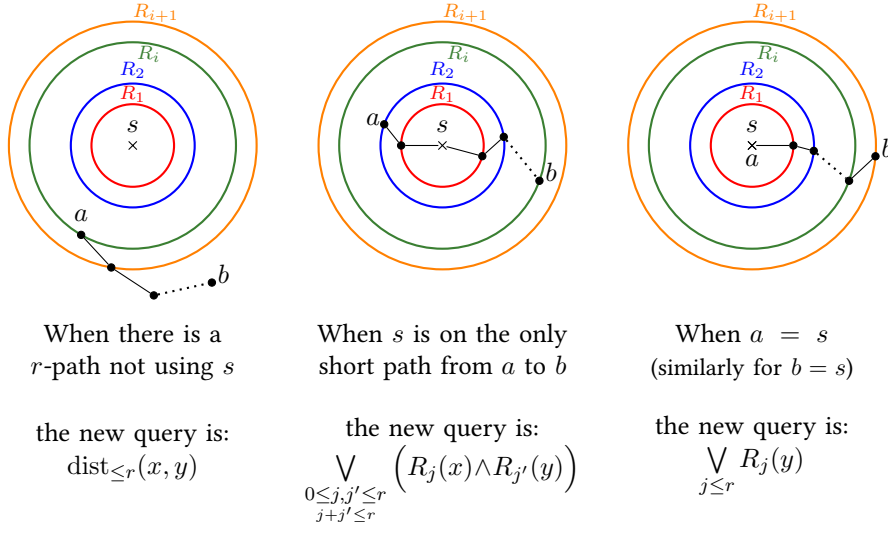 R_{i+1}
R_i
R_2
R_1
s
a
b
When there is a
r-path not using s
the new query is:
dist_{≤r}(x, y)
R_{i+1}
R_i
R_2
R_1
s
a
b
When s is on the only
short path from a to b
the new query is:
⋁_{0≤j,j′≤r, j+j′≤r} (R_j(x)∧R_{j′}(y))
R_{i+1}
R_i
R_2
R_1
s
a
b
When a = s
(similarly for b = s)
the new query is:
⋁_{j≤r} R_j(y)